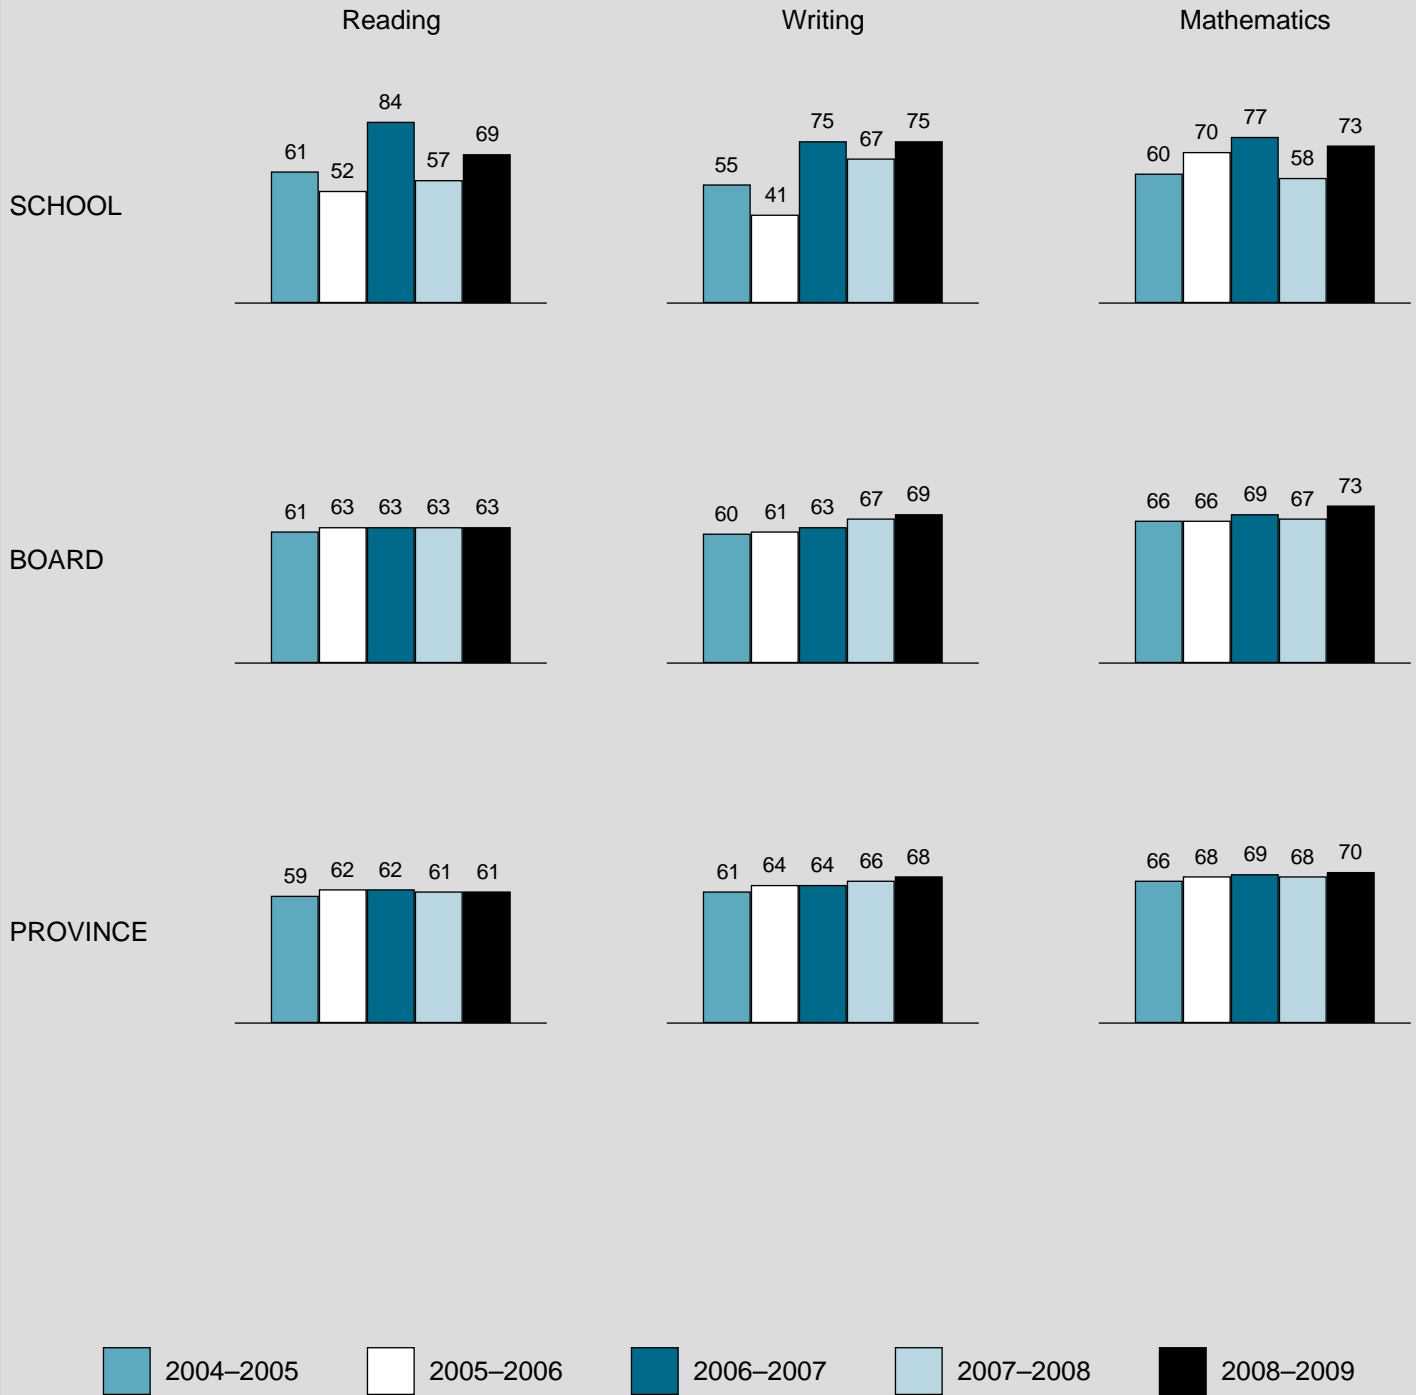 Reading Writing Mathematics
SCHOOL
61 52 84 57 69
55 41 75 67 75
60 70 77 58 73
BOARD
61 63 63 63 63
60 61 63 67 69
66 66 69 67 73
PROVINCE
59 62 62 61 61
61 64 64 66 68
66 68 69 68 70
2004–2005 2005–2006 2006–2007 2007–2008 2008–2009